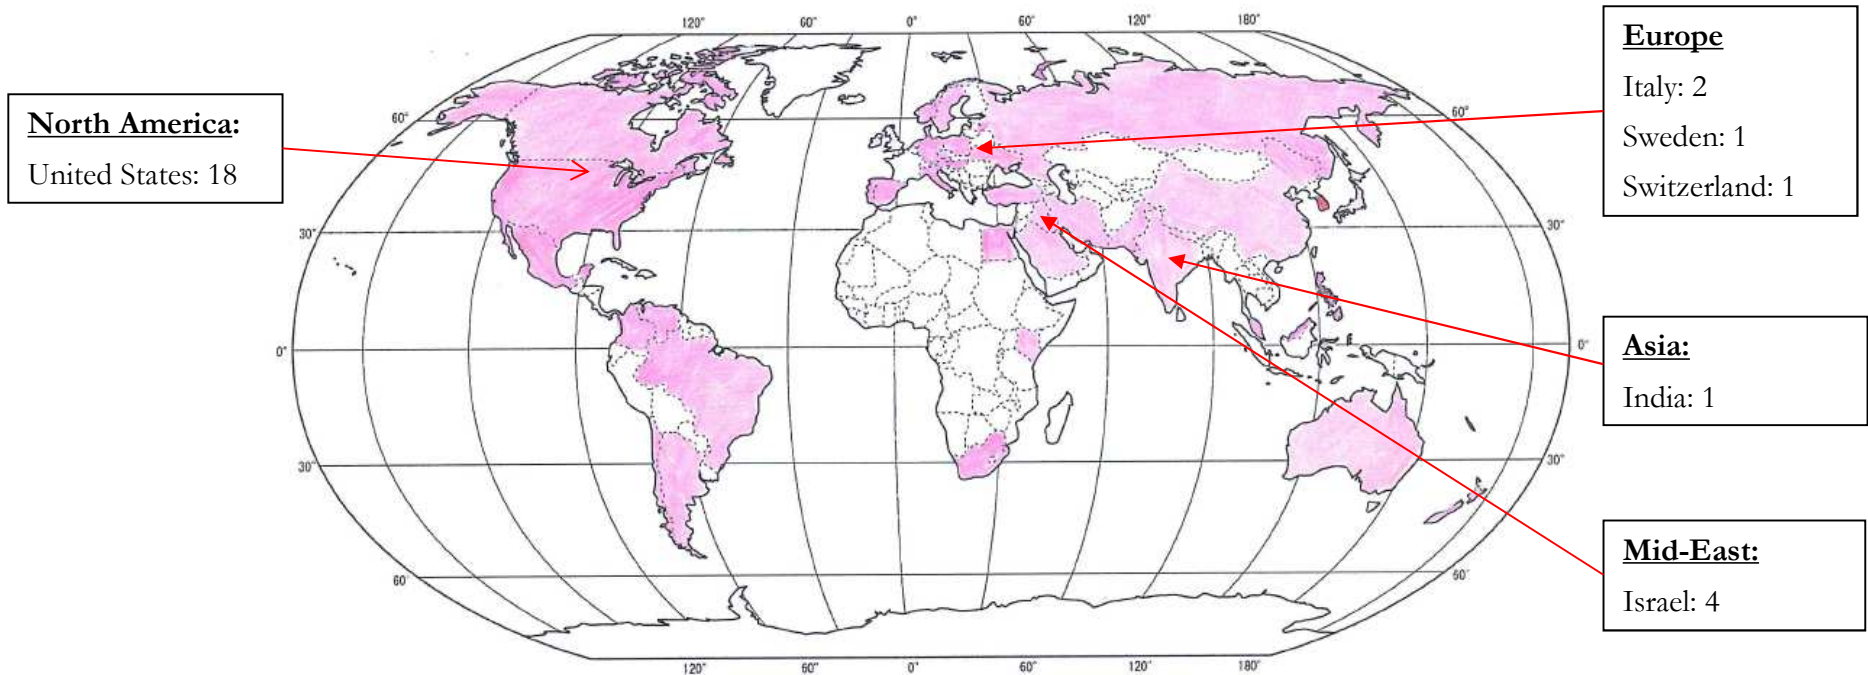 120° 60° 0° 60° 120° 180°
Europe
Italy: 2
Sweden: 1
Switzerland: 1
North America:
United States: 18
60° 60°
30° 30°
0° 0°
Asia:
India: 1
30° 30°
Mid-East:
Israel: 4
60° 60°
120° 60° 0° 60° 120° 180°